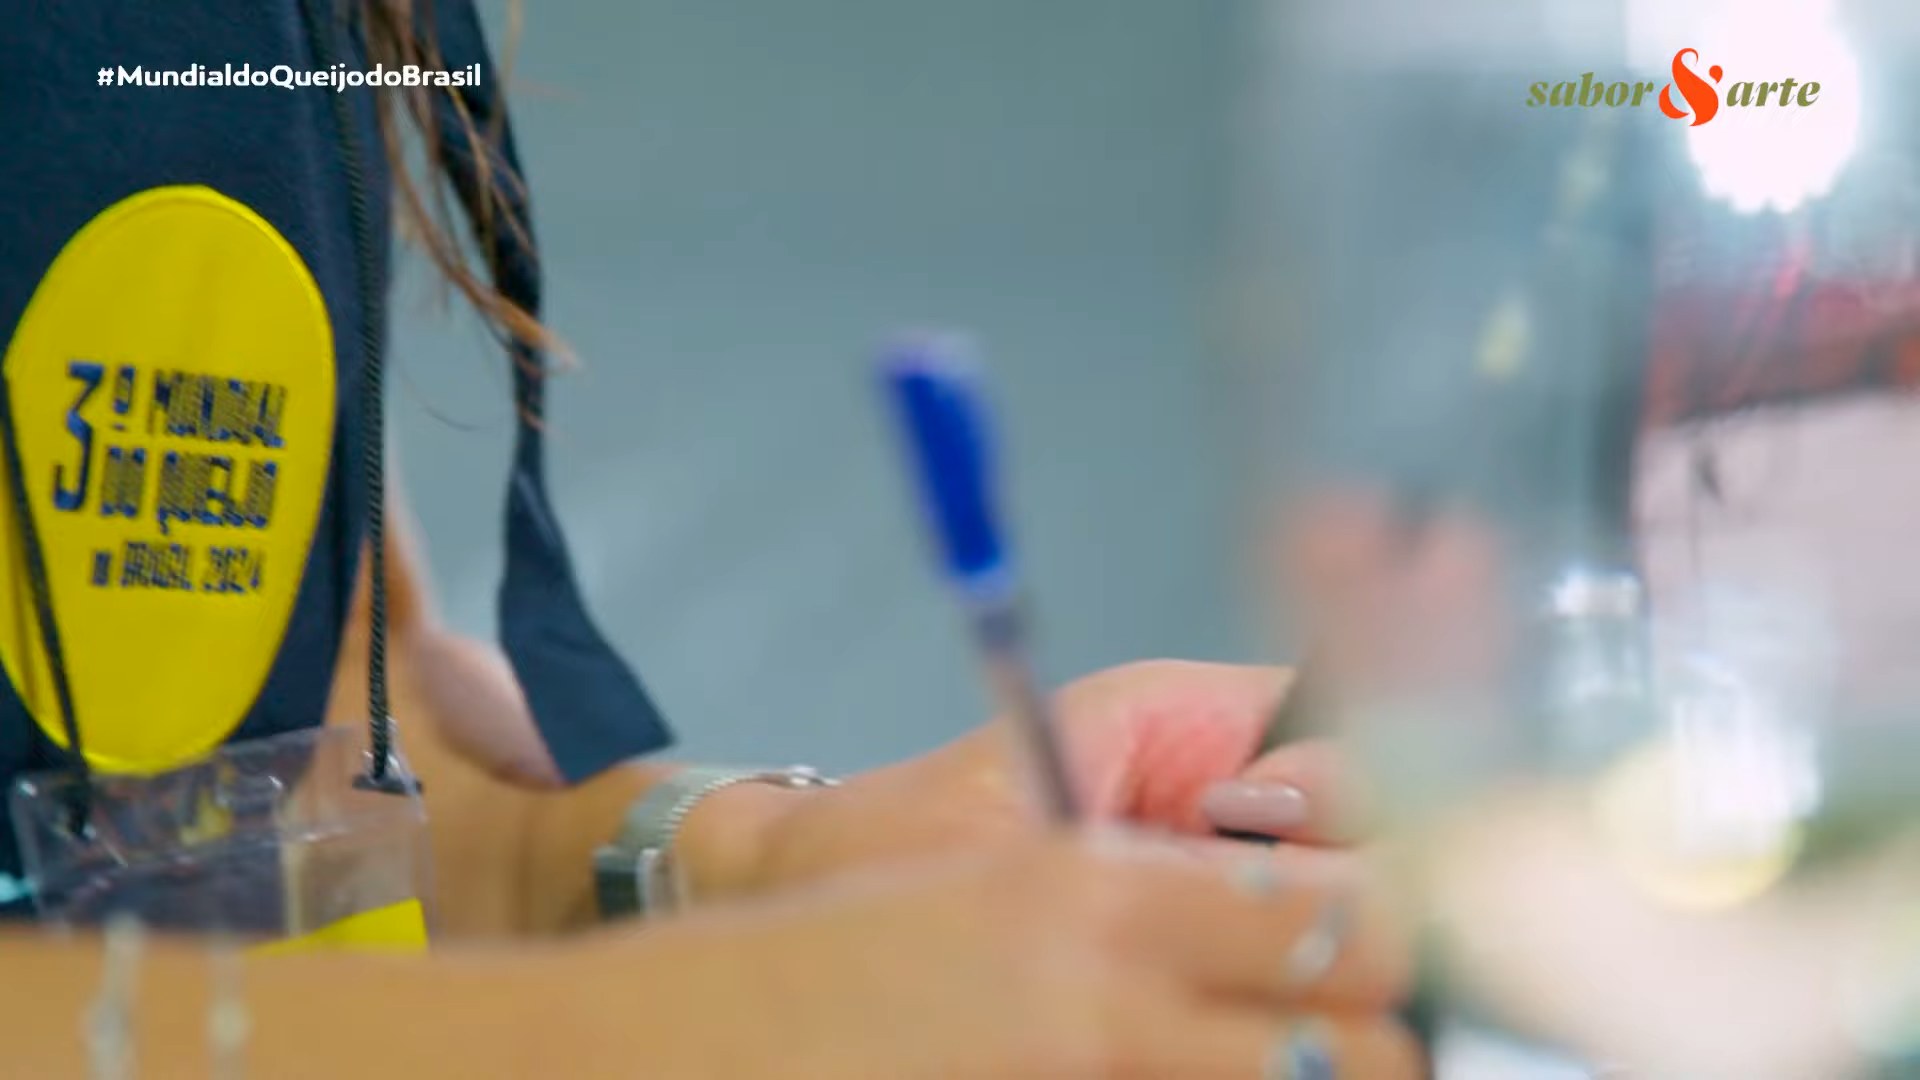 #MundialdoQueijodoBrasil
sabor & arte
3º MUNDIAL
DO QUEIJO
DO BRASIL 2024